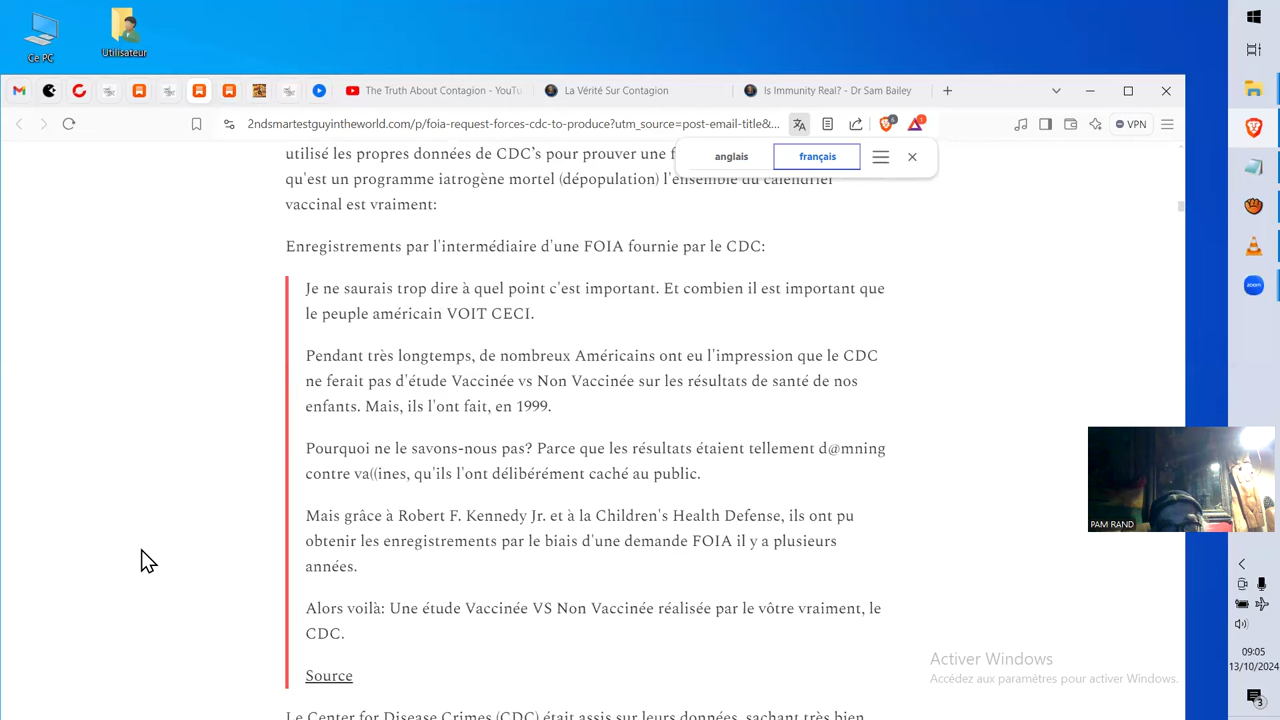 Ce PC
Utilisateur
The Truth About Contagion - YouTu
La Vérité Sur Contagion
Is Immunity Real? - Dr Sam Bailey
2ndsmartestguyintheworld.com/p/foia-request-forces-cdc-to-produce?utm_source=post-email-title&...
VPN
anglais
français
utilisé les propres données de CDC’s pour prouver une f
qu'est un programme iatrogène mortel (dépopulation) l'ensemble du calendrier
vaccinal est vraiment:
Enregistrements par l'intermédiaire d'une FOIA fournie par le CDC:
Je ne saurais trop dire à quel point c'est important. Et combien il est important que
le peuple américain VOIT CECI.
Pendant très longtemps, de nombreux Américains ont eu l'impression que le CDC
ne ferait pas d'étude Vaccinée vs Non Vaccinée sur les résultats de santé de nos
enfants. Mais, ils l'ont fait, en 1999.
Pourquoi ne le savons-nous pas? Parce que les résultats étaient tellement d@mning
contre va((ines, qu'ils l'ont délibérément caché au public.
Mais grâce à Robert F. Kennedy Jr. et à la Children's Health Defense, ils ont pu
obtenir les enregistrements par le biais d'une demande FOIA il y a plusieurs
années.
Alors voilà: Une étude Vaccinée VS Non Vaccinée réalisée par le vôtre vraiment, le
CDC.
Source
Le Center for Disease Crimes (CDC) était assis sur leurs données, sachant très bien
PAM RAND
zoom
Activer Windows
Accédez aux paramètres pour activer Windows.
09:05
13/10/2024
3